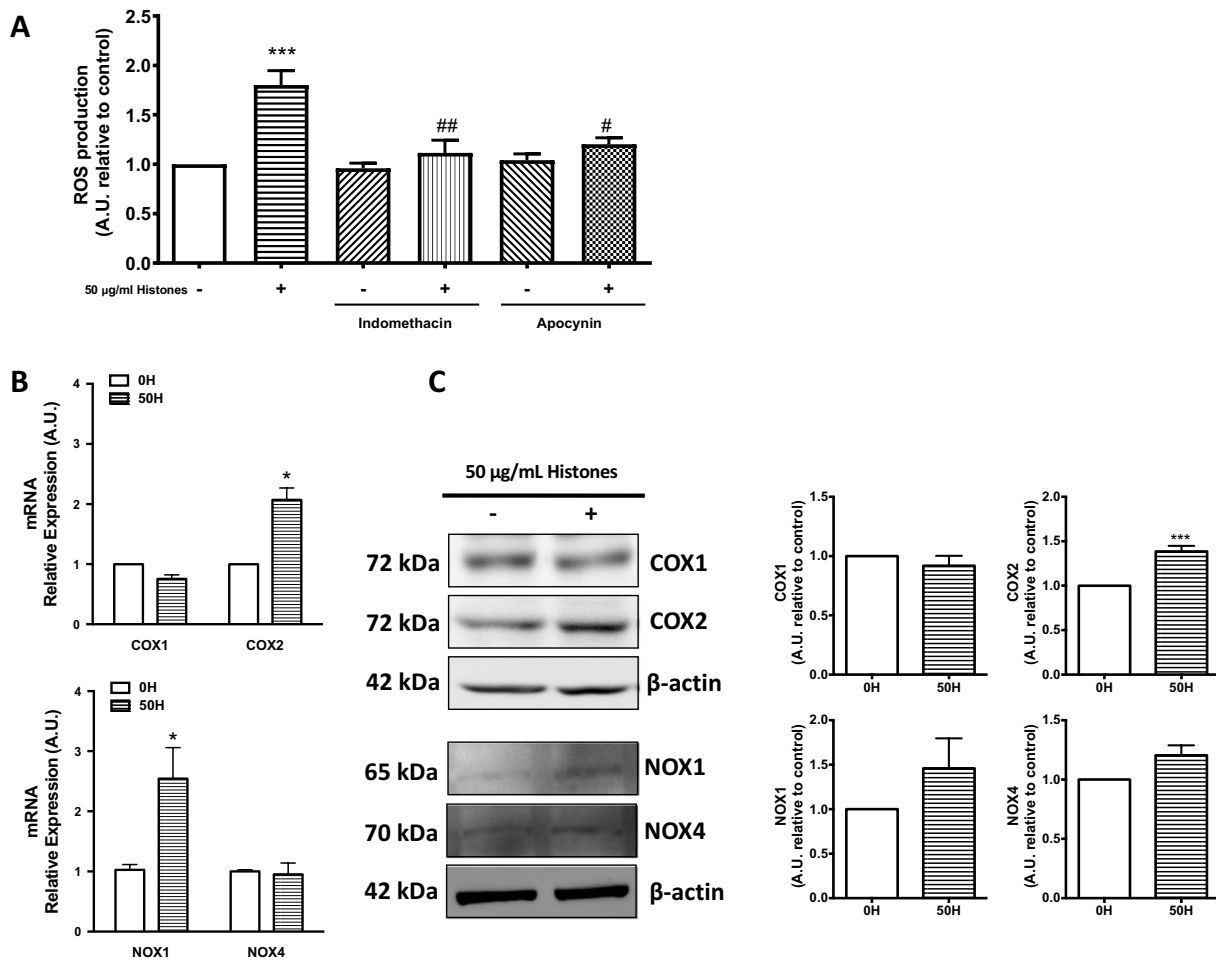 A
ROS production
(A.U. relative to control)
2.5
2.0
1.5
1.0
0.5
0.0
***
##
#
50 µg/ml Histones - + - + - +
Indomethacin Apocynin
B
mRNA
Relative Expression (A.U.)
4
3
2
1
0
0H
50H
*
COX1 COX2
mRNA
Relative Expression (A.U.)
4
3
2
1
0
0H
50H
*
NOX1 NOX4
C
50 µg/mL Histones
- +
72 kDa COX1
72 kDa COX2
42 kDa β-actin
65 kDa NOX1
70 kDa NOX4
42 kDa β-actin
COX1
(A.U. relative to control)
1.5
1.0
0.5
0.0
0H 50H
COX2
(A.U. relative to control)
2.0
1.5
1.0
0.5
0.0
***
0H 50H
NOX1
(A.U. relative to control)
2.0
1.5
1.0
0.5
0.0
0H 50H
NOX4
(A.U. relative to control)
1.5
1.0
0.5
0.0
0H 50H